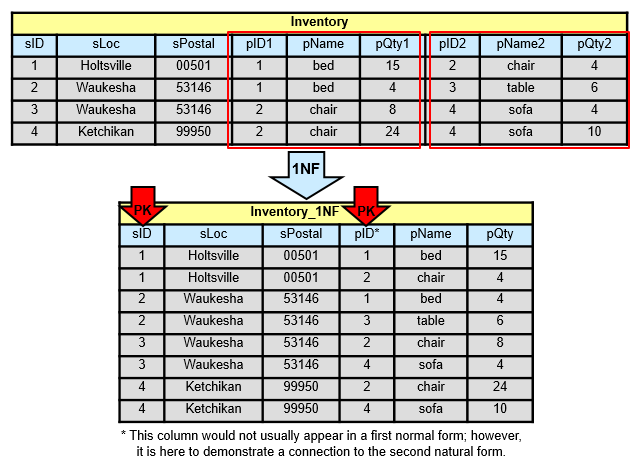 Inventory
sID sLoc sPostal pID1 pName pQty1 pID2 pName2 pQty2
1 Holtsville 00501 1 bed 15 2 chair 4
2 Waukesha 53146 1 bed 4 3 table 6
3 Waukesha 53146 2 chair 8 4 sofa 4
4 Ketchikan 99950 2 chair 24 4 sofa 10
1NF
PK PK
Inventory_1NF
sID sLoc sPostal pID* pName pQty
1 Holtsville 00501 1 bed 15
1 Holtsville 00501 2 chair 4
2 Waukesha 53146 1 bed 4
2 Waukesha 53146 3 table 6
3 Waukesha 53146 2 chair 8
3 Waukesha 53146 4 sofa 4
4 Ketchikan 99950 2 chair 24
4 Ketchikan 99950 4 sofa 10
* This column would not usually appear in a first normal form; however,
it is here to demonstrate a connection to the second natural form.